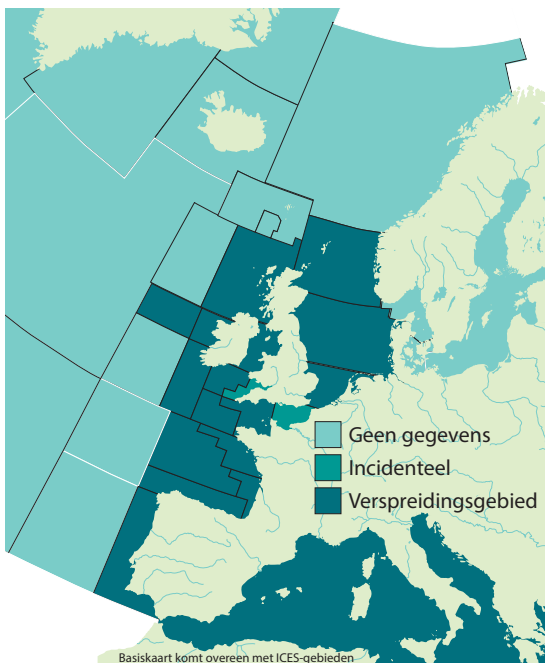 Geen gegevens
Incidenteel
Verspreidingsgebied
Basiskaart komt overeen met ICES-gebieden